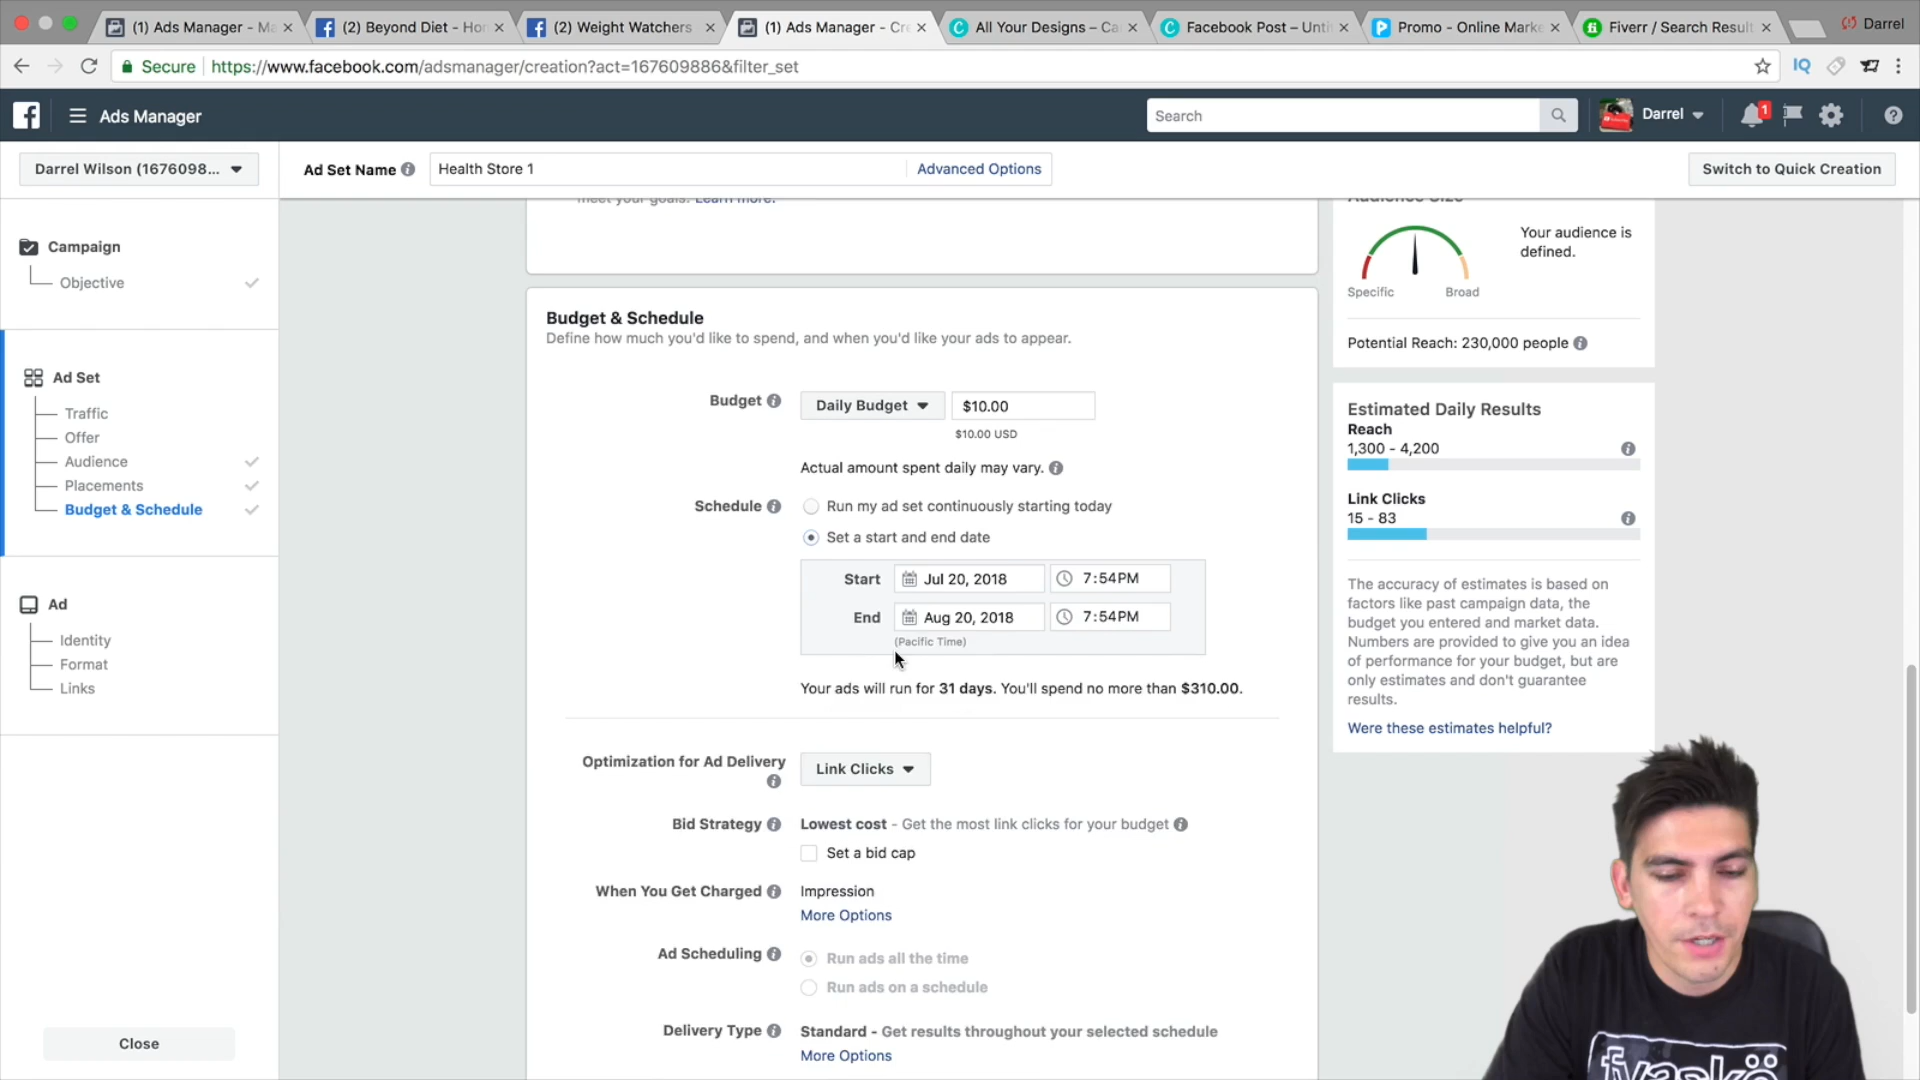 (1) Ads Manager - Ma
(2) Beyond Diet - Hor
(2) Weight Watchers
(1) Ads Manager - Cre
All Your Designs – Ca
Facebook Post – Unti
Promo - Online Marke
Fiverr / Search Result
Darrel
Secure
https://www.facebook.com/adsmanager/creation?act=167609886&filter_set
IQ
Ads Manager
Search
Darrel
1
Darrel Wilson (1676098...
Ad Set Name
Health Store 1
Advanced Options
Switch to Quick Creation
Campaign
Objective
Ad Set
Traffic
Offer
Audience
Placements
Budget & Schedule
Ad
Identity
Format
Links
Close
meet your goals. Learn more.
Budget & Schedule
Define how much you'd like to spend, and when you'd like your ads to appear.
Budget
Daily Budget
$10.00
$10.00 USD
Actual amount spent daily may vary.
Schedule
Run my ad set continuously starting today
Set a start and end date
Start
Jul 20, 2018
7:54PM
End
Aug 20, 2018
7:54PM
(Pacific Time)
Your ads will run for 31 days. You'll spend no more than $310.00.
Optimization for Ad Delivery
Link Clicks
Bid Strategy
Lowest cost - Get the most link clicks for your budget
Set a bid cap
When You Get Charged
Impression
More Options
Ad Scheduling
Run ads all the time
Run ads on a schedule
Delivery Type
Standard - Get results throughout your selected schedule
More Options
Audience Size
Your audience is
defined.
Specific
Broad
Potential Reach: 230,000 people
Estimated Daily Results
Reach
1,300 - 4,200
Link Clicks
15 - 83
The accuracy of estimates is based on
factors like past campaign data, the
budget you entered and market data.
Numbers are provided to give you an idea
of performance for your budget, but are
only estimates and don't guarantee
results.
Were these estimates helpful?